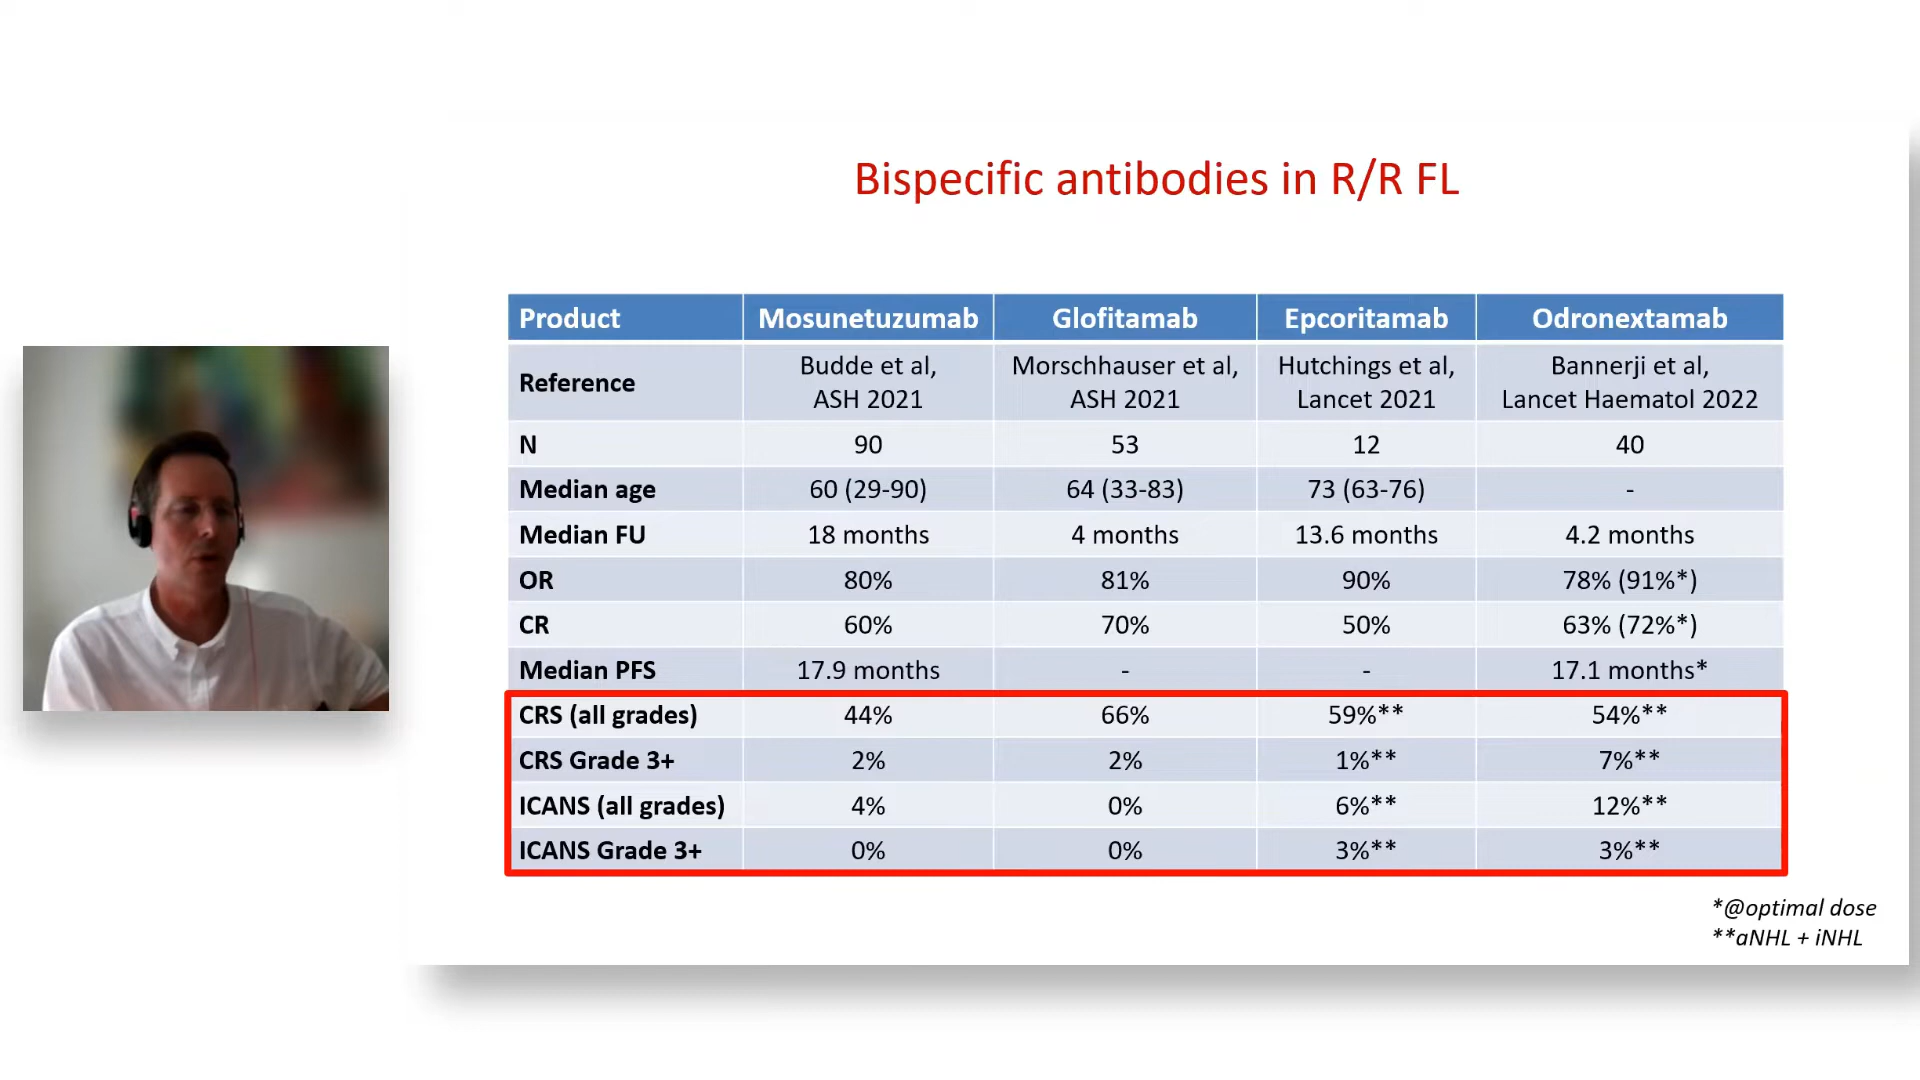 Bispecific antibodies in R/R FL
Product Mosunetuzumab Glofitamab Epcoritamab Odronextamab
Reference Budde et al, ASH 2021 Morschhauser et al, ASH 2021 Hutchings et al, Lancet 2021 Bannerji et al, Lancet Haematol 2022
N 90 53 12 40
Median age 60 (29-90) 64 (33-83) 73 (63-76) -
Median FU 18 months 4 months 13.6 months 4.2 months
OR 80% 81% 90% 78% (91%*)
CR 60% 70% 50% 63% (72%*)
Median PFS 17.9 months - - 17.1 months*
CRS (all grades) 44% 66% 59%** 54%**
CRS Grade 3+ 2% 2% 1%** 7%**
ICANS (all grades) 4% 0% 6%** 12%**
ICANS Grade 3+ 0% 0% 3%** 3%**
*@optimal dose
**aNHL + iNHL